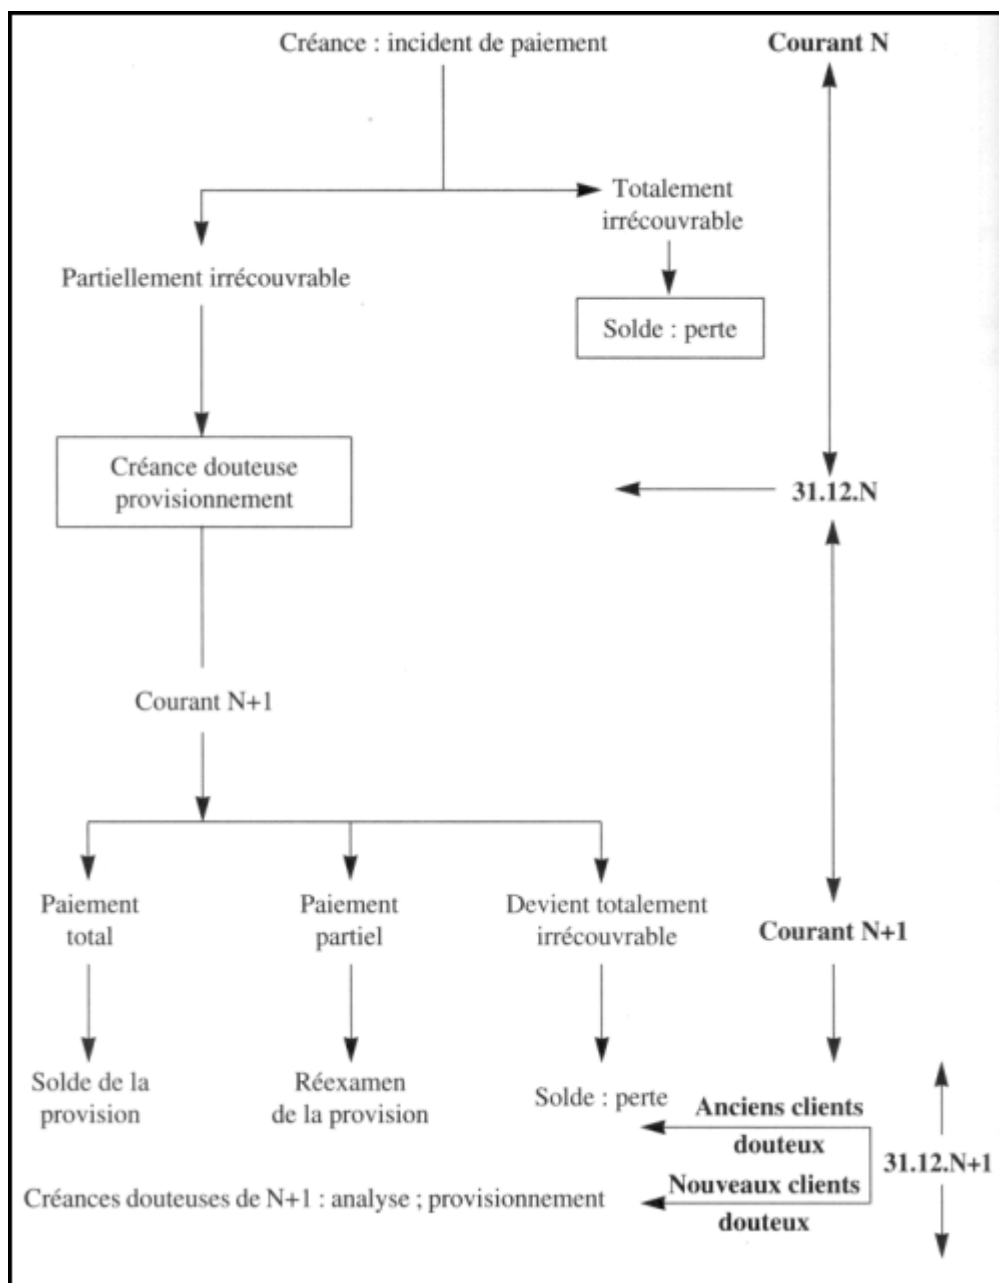 Créance : incident de paiement
Courant N
Totalement
irrécouvrable
Partiellement irrécouvrable
Solde : perte
Créance douteuse
provisionnement
31.12.N
Courant N+1
Paiement
total
Paiement
partiel
Devient totalement
irrécouvrable
Courant N+1
Solde de la
provision
Réexamen
de la provision
Solde : perte
Anciens clients
douteux
31.12.N+1
Créances douteuses de N+1 : analyse ; provisionnement
Nouveaux clients
douteux